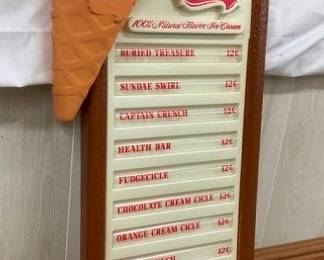 100% Natural Flavor Ice Cream
BURIED TREASURE 12¢
SUNDAE SWIRL 12¢
CAPTAIN CRUNCH 12¢
HEALTH BAR 12¢
FUDGECICLE 12¢
CHOCOLATE CREAM CICLE 12¢
ORANGE CREAM CICLE 12¢
12¢